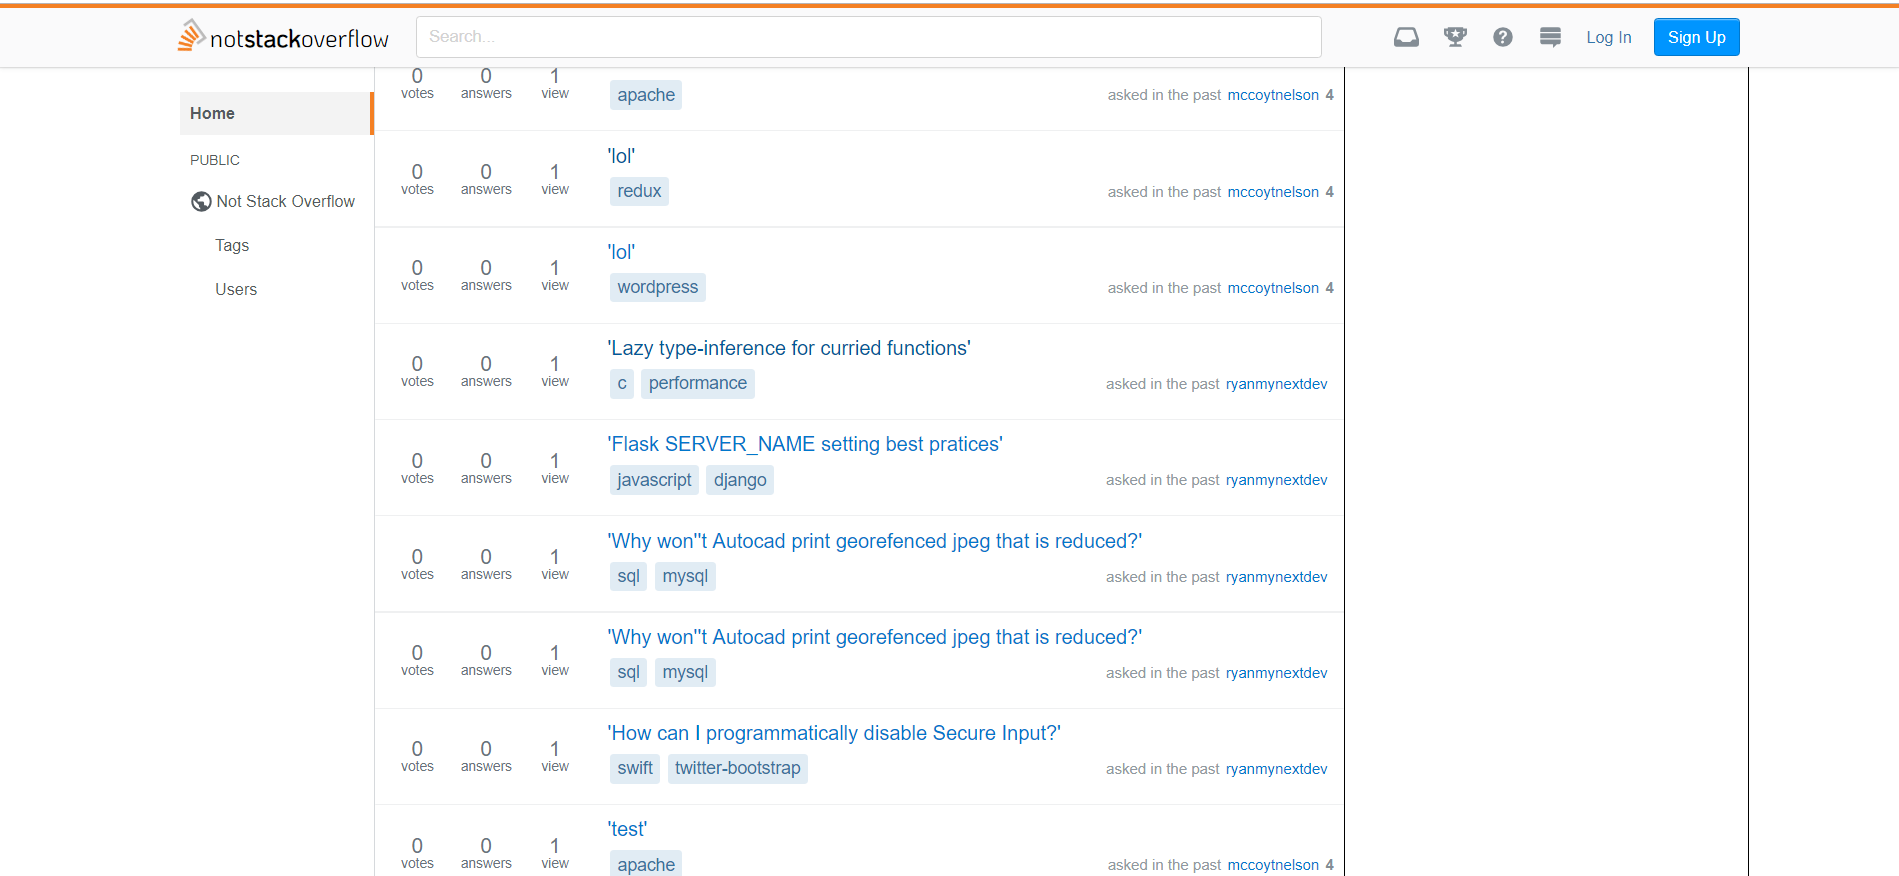 notstackoverflow
Search...
Log In
Sign Up
Home
PUBLIC
Not Stack Overflow
Tags
Users
0 0 1
votes answers view
apache
asked in the past mccoytnelson 4
'lol'
0 0 1
votes answers view
redux
asked in the past mccoytnelson 4
'lol'
0 0 1
votes answers view
wordpress
asked in the past mccoytnelson 4
'Lazy type-inference for curried functions'
0 0 1
votes answers view
c performance
asked in the past ryanmynextdev
'Flask SERVER_NAME setting best pratices'
0 0 1
votes answers view
javascript django
asked in the past ryanmynextdev
'Why won''t Autocad print georefenced jpeg that is reduced?'
0 0 1
votes answers view
sql mysql
asked in the past ryanmynextdev
'Why won''t Autocad print georefenced jpeg that is reduced?'
0 0 1
votes answers view
sql mysql
asked in the past ryanmynextdev
'How can I programmatically disable Secure Input?'
0 0 1
votes answers view
swift twitter-bootstrap
asked in the past ryanmynextdev
'test'
0 0 1
votes answers view
apache
asked in the past mccoytnelson 4